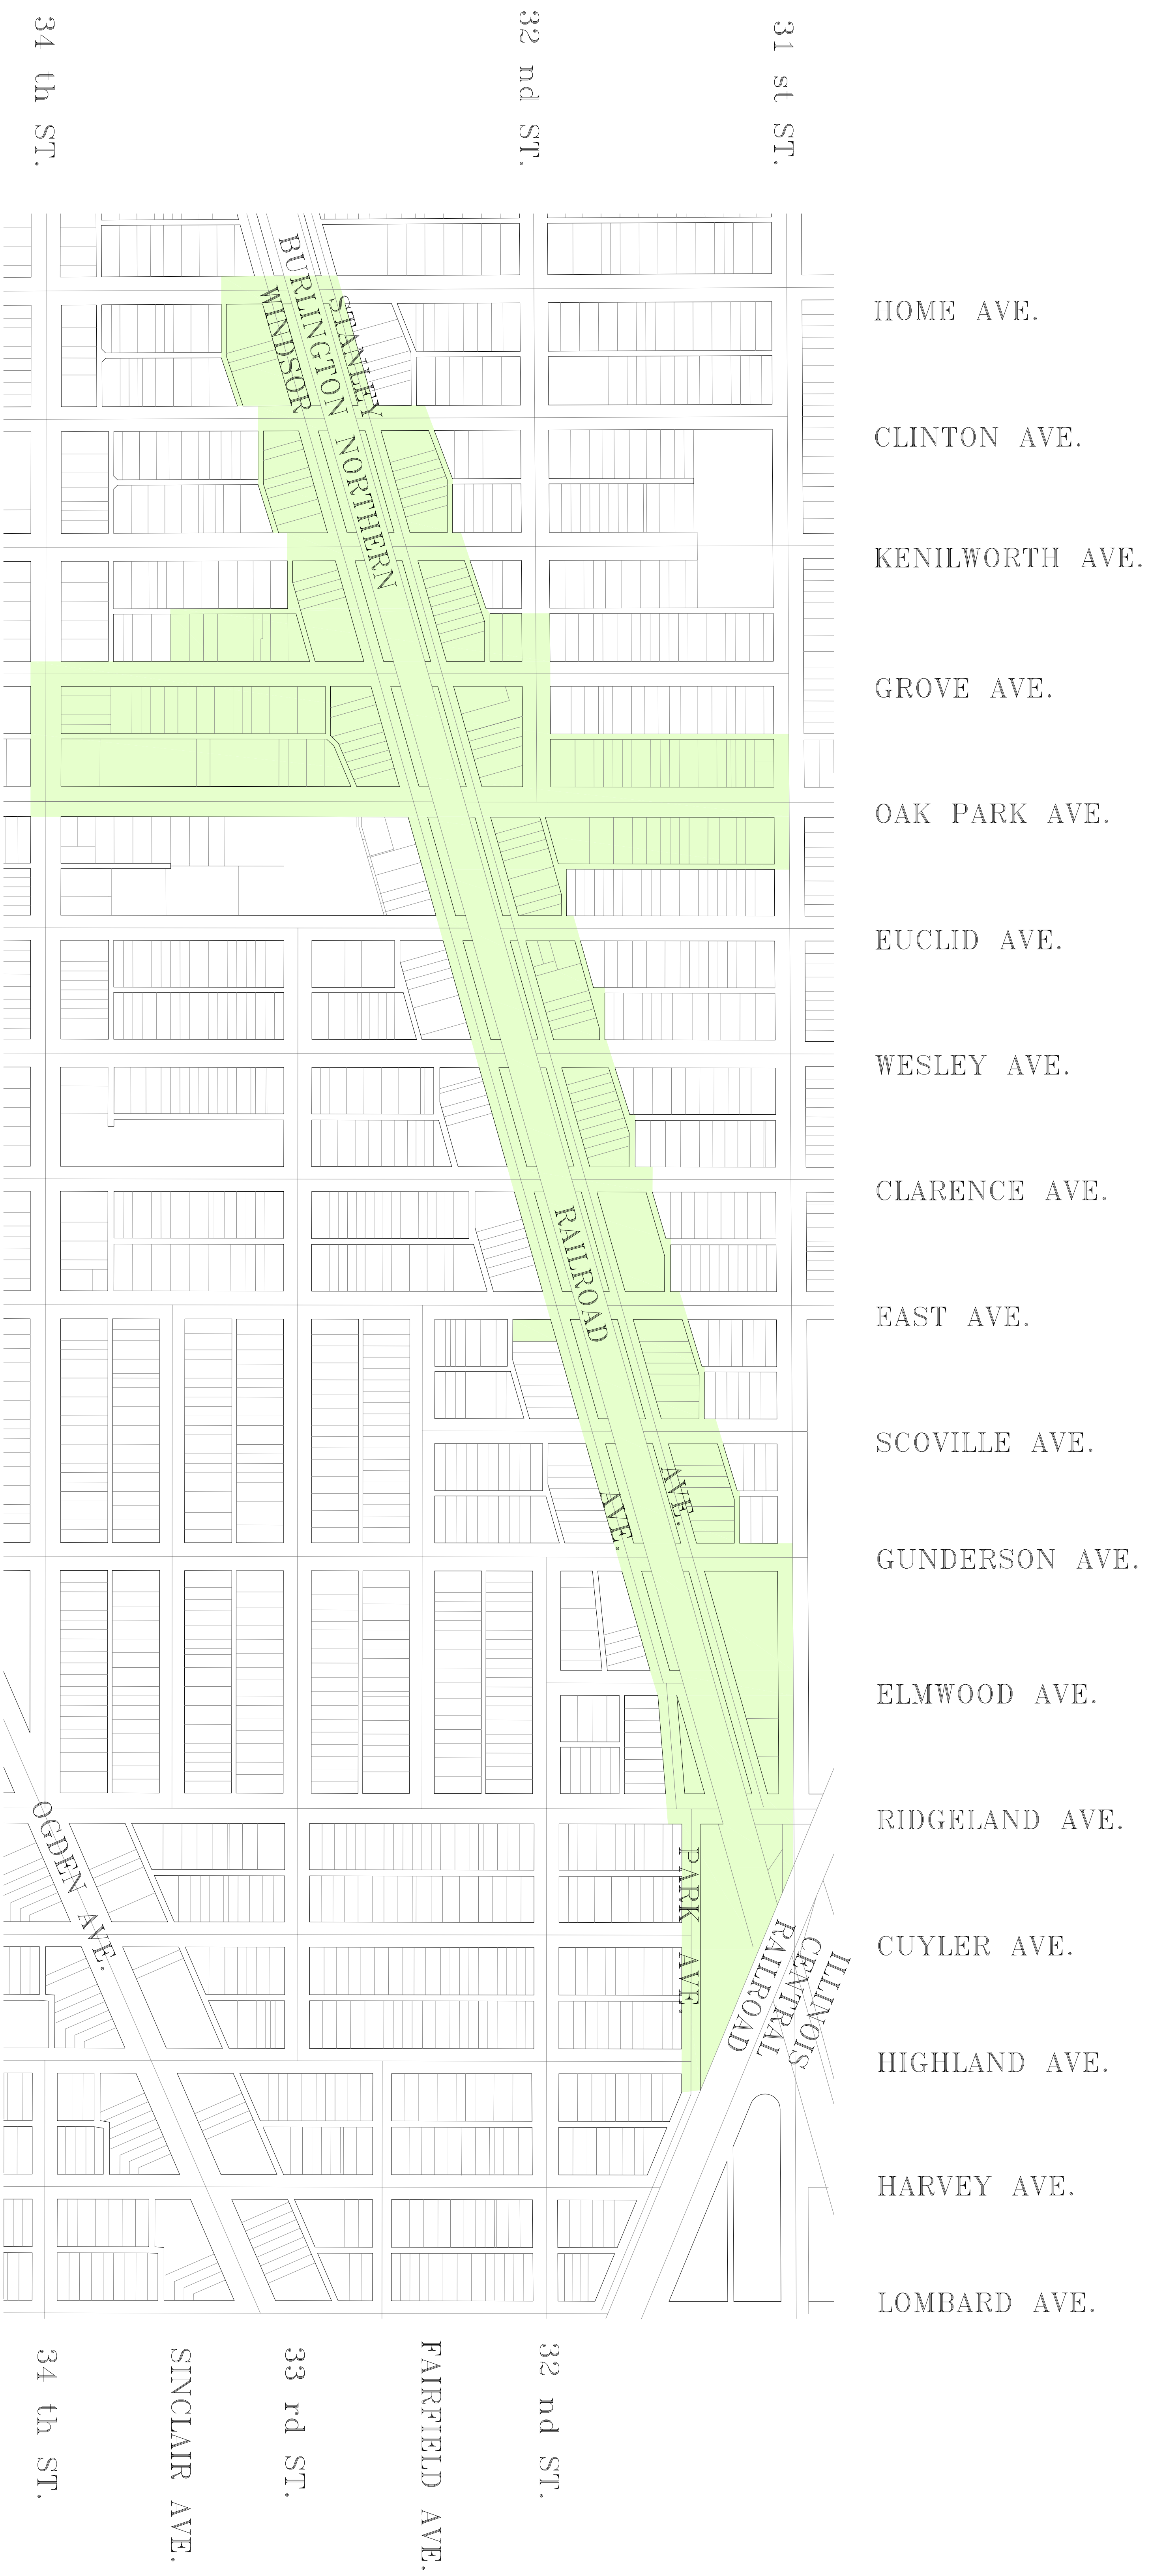 34 th ST.
32 nd ST.
31 st ST.
HOME AVE.
CLINTON AVE.
KENILWORTH AVE.
GROVE AVE.
OAK PARK AVE.
EUCLID AVE.
WESLEY AVE.
CLARENCE AVE.
EAST AVE.
SCOVILLE AVE.
GUNDERSON AVE.
ELMWOOD AVE.
RIDGELAND AVE.
CUYLER AVE.
HIGHLAND AVE.
HARVEY AVE.
LOMBARD AVE.
STANLEY
AVE.
BURLINGTON NORTHERN
RAILROAD
WINDSOR
AVE.
OGDEN AVE.
PARK AVE.
ILLINOIS
CENTRAL
RAILROAD
34 th ST.
SINCLAIR AVE.
33 rd ST.
FAIRFIELD AVE.
32 nd ST.